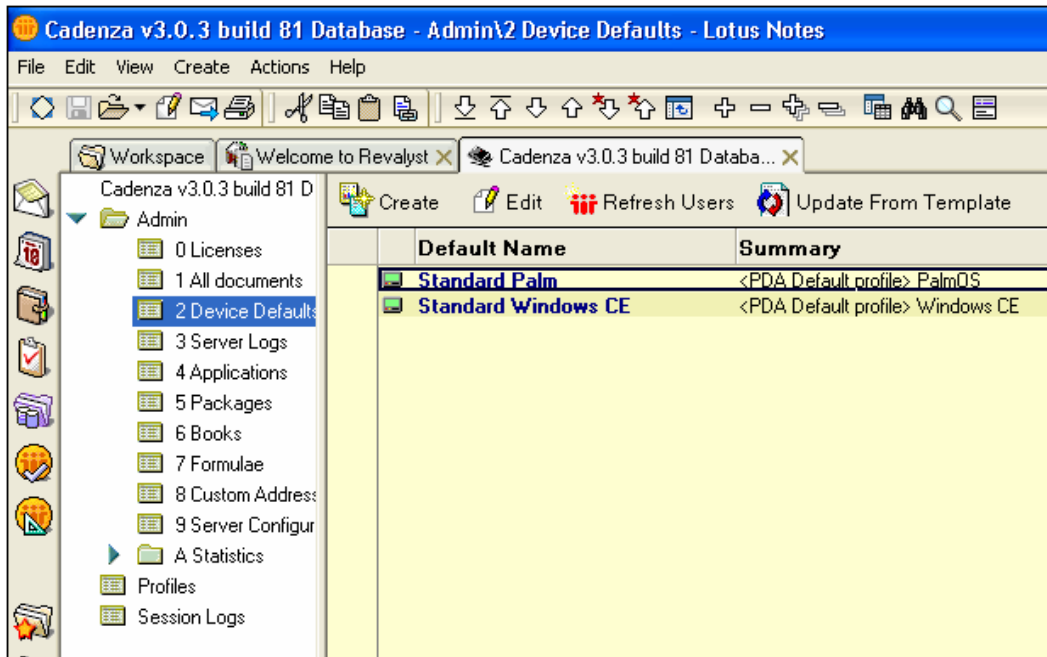 Cadenza v3.0.3 build 81 Database - Admin\2 Device Defaults - Lotus Notes
File Edit View Create Actions Help
Workspace Welcome to Revalyst Cadenza v3.0.3 build 81 Databa...
Cadenza v3.0.3 build 81 D
Admin
0 Licenses
1 All documents
2 Device Defaults
3 Server Logs
4 Applications
5 Packages
6 Books
7 Formulae
8 Custom Address
9 Server Configur
A Statistics
Profiles
Session Logs
Create Edit Refresh Users Update From Template
Default Name Summary
Standard Palm <PDA Default profile> PalmOS
Standard Windows CE <PDA Default profile> Windows CE
16